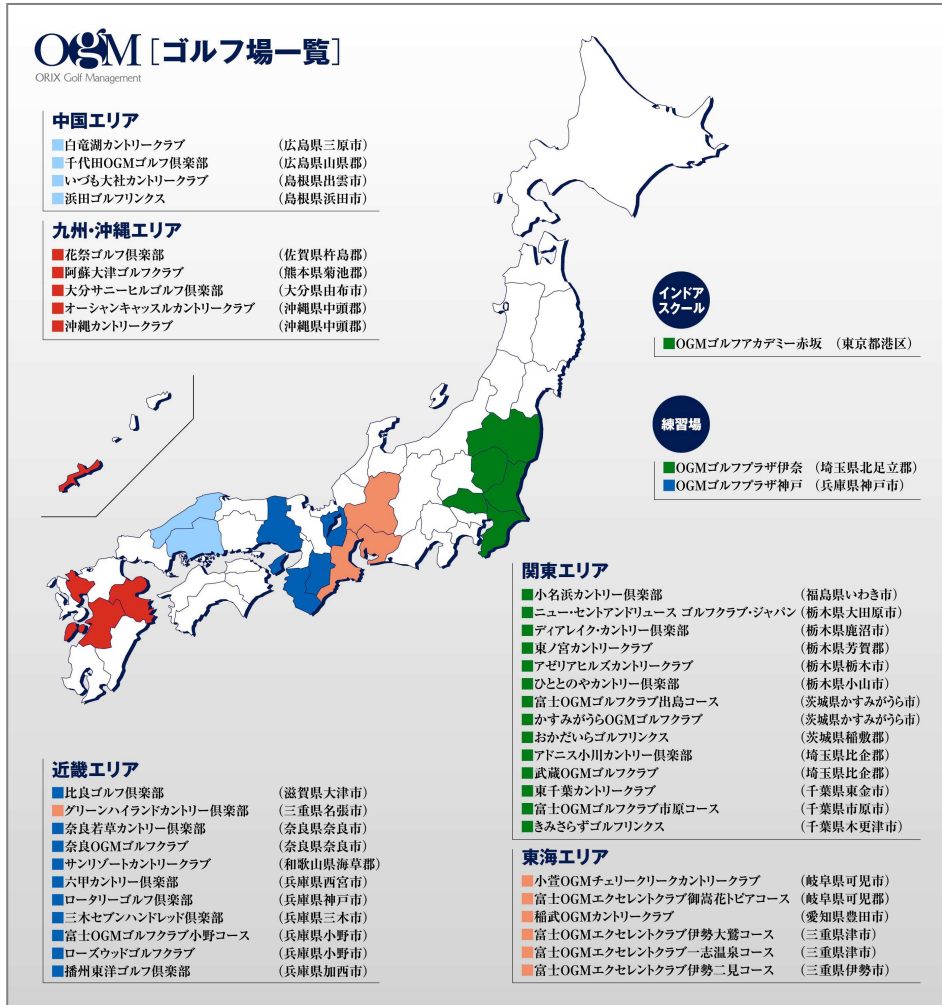 OGM [ゴルフ場一覧]
ORIX Golf Management
中国エリア
白竜湖カントリークラブ (広島県三原市)
千代田OGMゴルフ倶楽部 (広島県山県郡)
いづも大社カントリークラブ (島根県出雲市)
浜田ゴルフリンクス (島根県浜田市)
九州・沖縄エリア
花祭ゴルフ倶楽部 (佐賀県杵島郡)
阿蘇大津ゴルフクラブ (熊本県菊池郡)
大分サニーヒルゴルフ倶楽部 (大分県由布市)
オーシャンキャッスルカントリークラブ (沖縄県中頭郡)
沖縄カントリークラブ (沖縄県中頭郡)
インドア
スクール
OGMゴルフアカデミー赤坂 (東京都港区)
練習場
OGMゴルフプラザ伊奈 (埼玉県北足立郡)
OGMゴルフプラザ神戸 (兵庫県神戸市)
関東エリア
小名浜カントリー倶楽部 (福島県いわき市)
ニュー・セントアンドリュース ゴルフクラブ・ジャパン (栃木県大田原市)
ディアレイク・カントリー倶楽部 (栃木県鹿沼市)
東ノ宮カントリークラブ (栃木県芳賀郡)
アゼリアヒルズカントリークラブ (栃木県栃木市)
ひととのやカントリー倶楽部 (栃木県小山市)
富士OGMゴルフクラブ出島コース (茨城県かすみがうら市)
かすみがうらOGMゴルフクラブ (茨城県かすみがうら市)
おかだいらゴルフリンクス (茨城県稲敷郡)
アドニス小川カントリー倶楽部 (埼玉県比企郡)
武蔵OGMゴルフクラブ (埼玉県比企郡)
東千葉カントリークラブ (千葉県東金市)
富士OGMゴルフクラブ市原コース (千葉県市原市)
きみさらずゴルフリンクス (千葉県木更津市)
近畿エリア
比良ゴルフ倶楽部 (滋賀県大津市)
グリーンハイランドカントリー倶楽部 (三重県名張市)
奈良若草カントリー倶楽部 (奈良県奈良市)
奈良OGMゴルフクラブ (奈良県奈良市)
サンリゾートカントリークラブ (和歌山県海草郡)
六甲カントリー倶楽部 (兵庫県西宮市)
ロータリーゴルフ倶楽部 (兵庫県神戸市)
三木セブンハンドレッド倶楽部 (兵庫県三木市)
富士OGMゴルフクラブ小野コース (兵庫県小野市)
ローズウッドゴルフクラブ (兵庫県小野市)
播州東洋ゴルフ倶楽部 (兵庫県加西市)
東海エリア
小萱OGMチェリークリークカントリークラブ (岐阜県可児市)
富士OGMエクセレントクラブ御嵩花トピアコース (岐阜県可児郡)
稲武OGMカントリークラブ (愛知県豊田市)
富士OGMエクセレントクラブ伊勢大鷲コース (三重県津市)
富士OGMエクセレントクラブ一志温泉コース (三重県津市)
富士OGMエクセレントクラブ伊勢二見コース (三重県伊勢市)